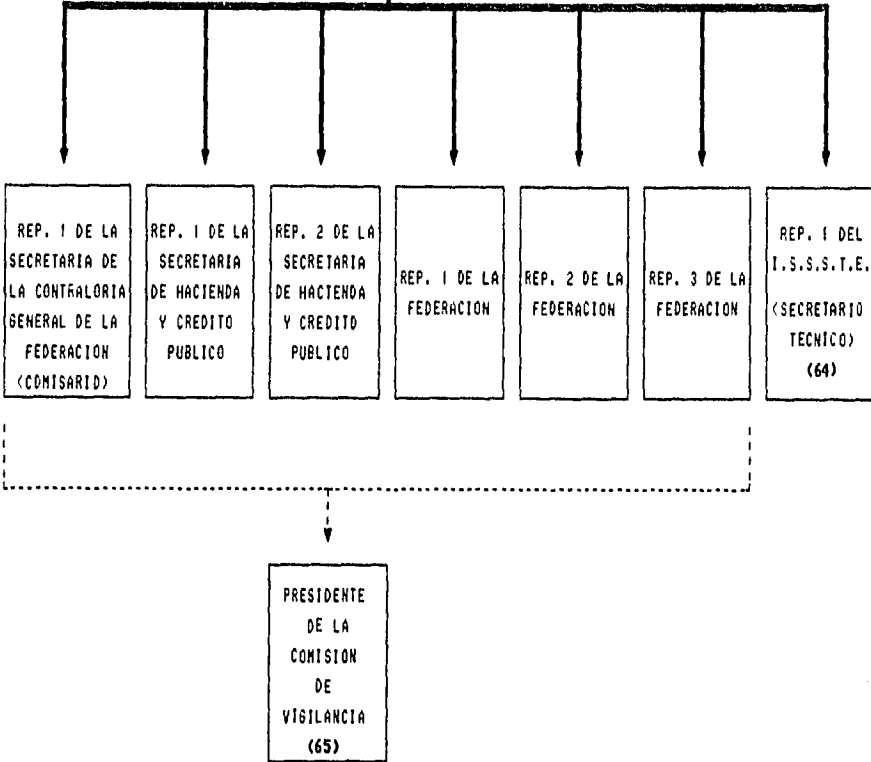 REP. 1 DE LA
SECRETARIA DE
LA CONTRALORIA
GENERAL DE LA
FEDERACION
(COMISARIO)
REP. 1 DE LA
SECRETARIA
DE HACIENDA
Y CREDITO
PUBLICO
REP. 2 DE LA
SECRETARIA
DE HACIENDA
Y CREDITO
PUBLICO
REP. 1 DE LA
FEDERACION
REP. 2 DE LA
FEDERACION
REP. 3 DE LA
FEDERACION
REP. 1 DEL
I.S.S.S.T.E.
(SECRETARIO
TECNICO)
(64)
PRESIDENTE
DE LA
COMISION
DE
VIGILANCIA
(65)